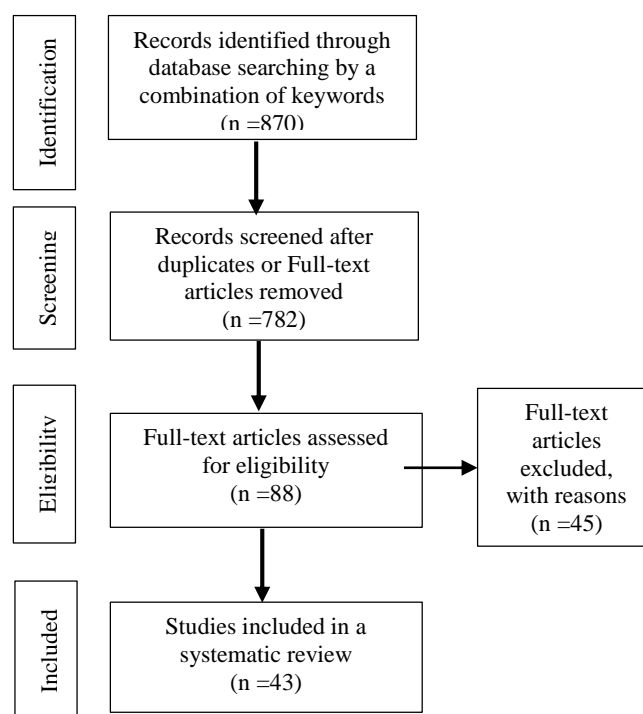 Identification
Records identified through
database searching by a
combination of keywords
(n =870)
Screening
Records screened after
duplicates or Full-text
articles removed
(n =782)
Eligibility
Full-text articles assessed
for eligibility
(n =88)
Full-text
articles
excluded,
with reasons
(n =45)
Included
Studies included in a
systematic review
(n =43)